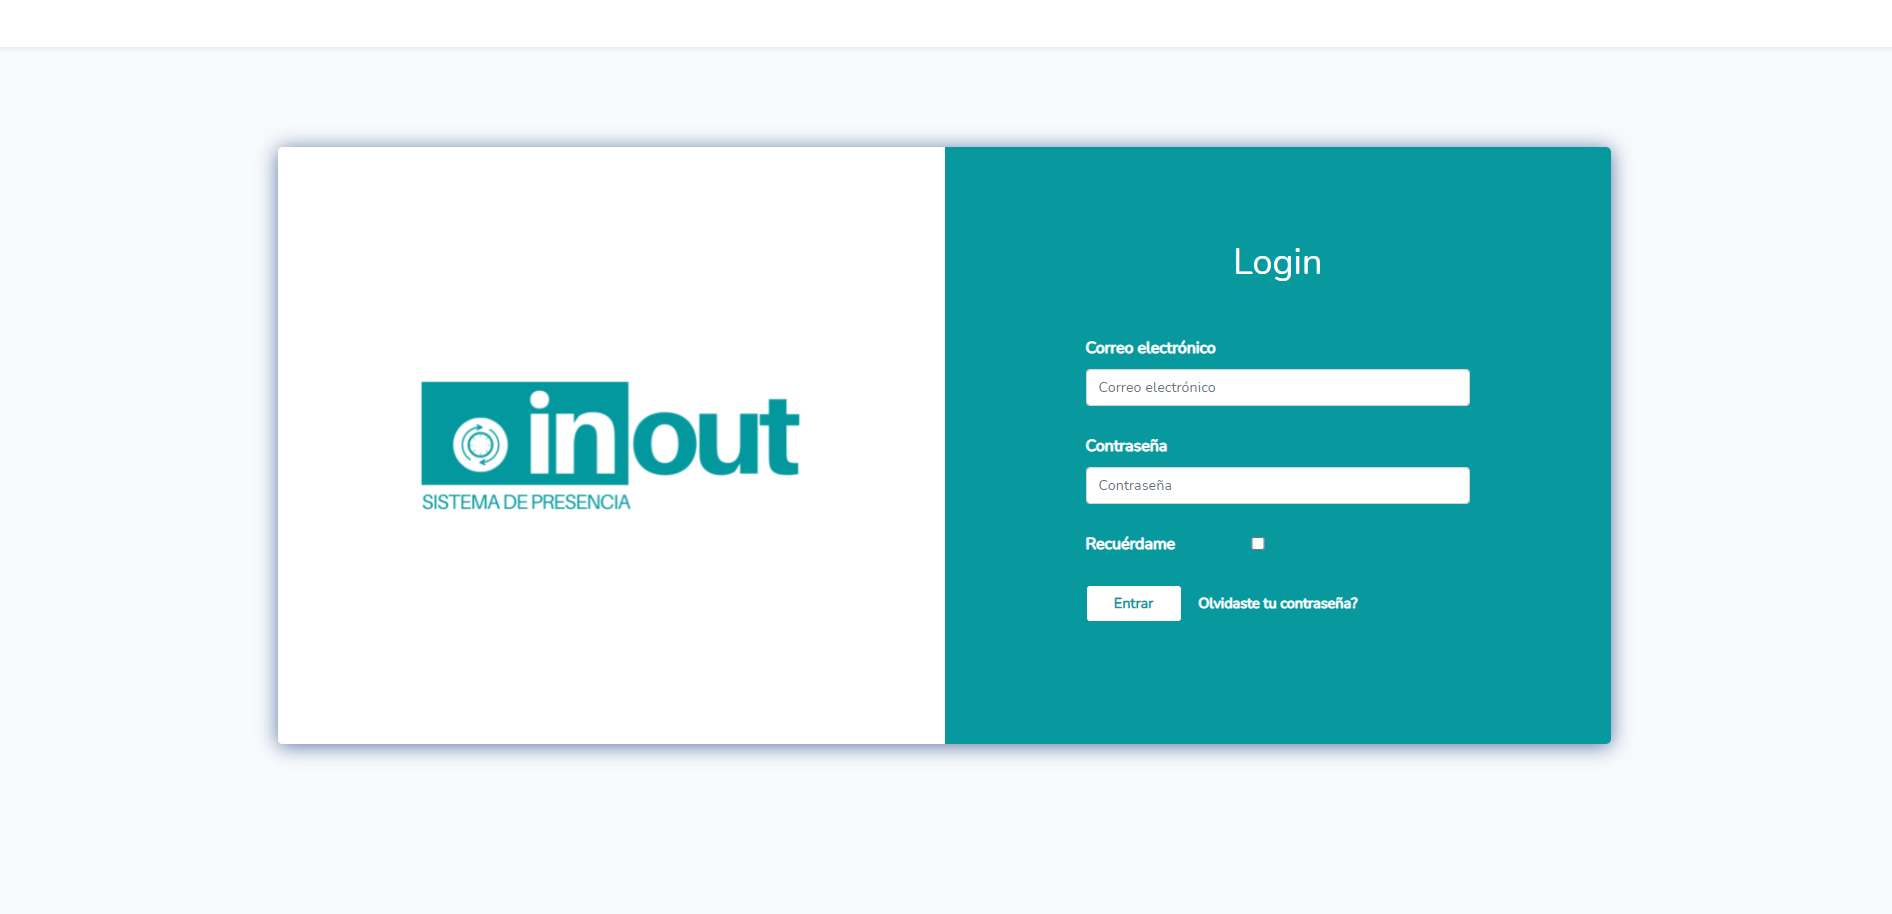 inout
SISTEMA DE PRESENCIA
Login
Correo electrónico
Correo electrónico
Contraseña
Contraseña
Recuérdame
Entrar Olvidaste tu contraseña?